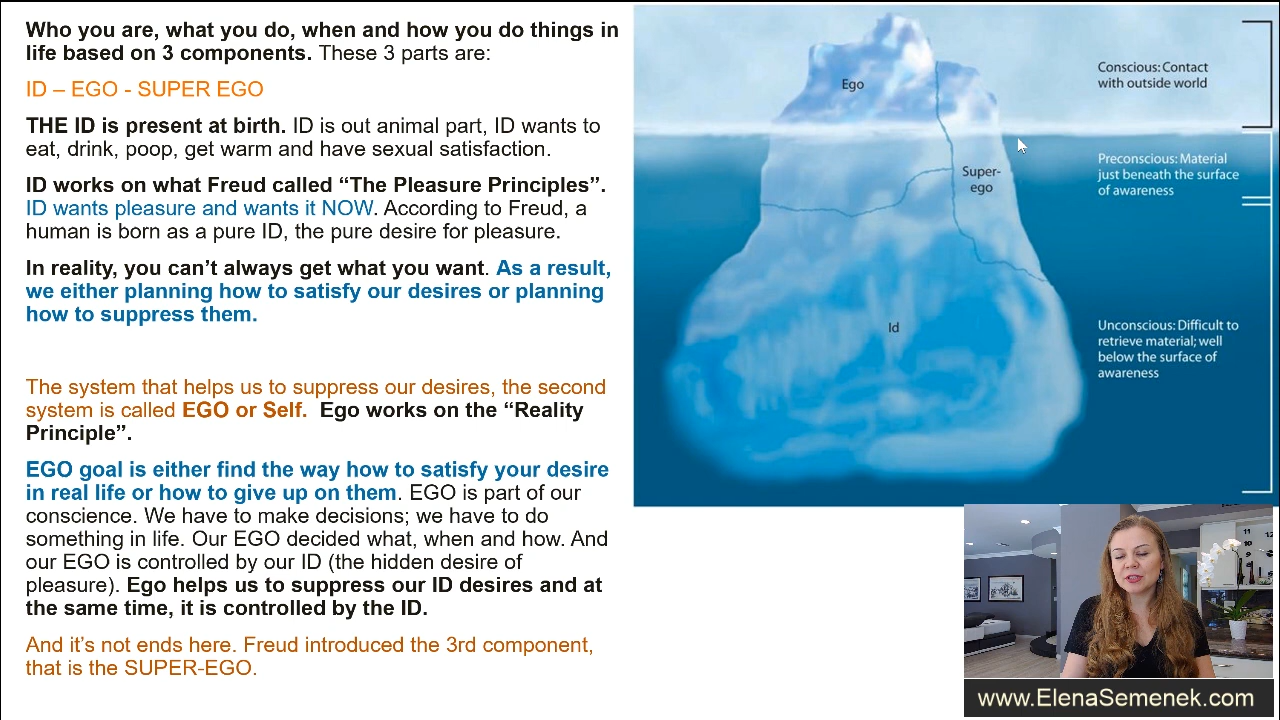 Who you are, what you do, when and how you do things in
life based on 3 components. These 3 parts are:
ID – EGO - SUPER EGO
THE ID is present at birth. ID is out animal part, ID wants to
eat, drink, poop, get warm and have sexual satisfaction.
ID works on what Freud called “The Pleasure Principles”.
ID wants pleasure and wants it NOW. According to Freud, a
human is born as a pure ID, the pure desire for pleasure.
In reality, you can’t always get what you want. As a result,
we either planning how to satisfy our desires or planning
how to suppress them.
The system that helps us to suppress our desires, the second
system is called EGO or Self. Ego works on the “Reality
Principle”.
EGO goal is either find the way how to satisfy your desire
in real life or how to give up on them. EGO is part of our
conscience. We have to make decisions; we have to do
something in life. Our EGO decided what, when and how. And
our EGO is controlled by our ID (the hidden desire of
pleasure). Ego helps us to suppress our ID desires and at
the same time, it is controlled by the ID.
And it’s not ends here. Freud introduced the 3rd component,
that is the SUPER-EGO.
Ego
Super-
ego
Id
Conscious: Contact
with outside world
Preconscious: Material
just beneath the surface
of awareness
Unconscious: Difficult to
retrieve material; well
below the surface of
awareness
www.ElenaSemenek.com